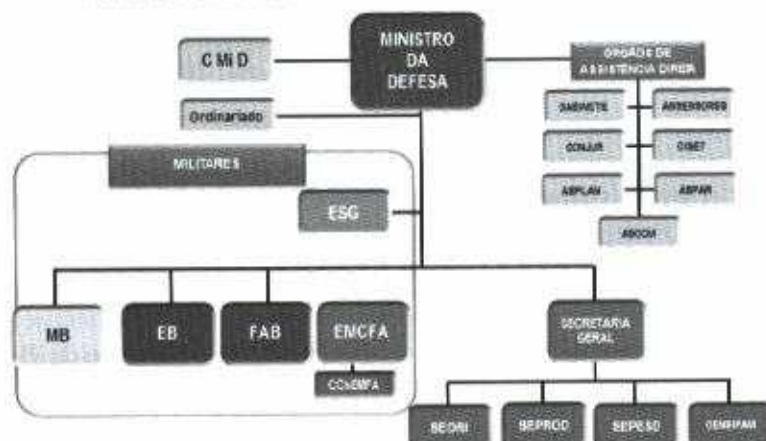 MINISTRO
DA
DEFESA
C Mi D
ÓRGÃOS DE
ASSISTÊNCIA DIRETA
Ordinariado
GABINETE
ASSESSORES
CONJUR
CISET
MILITARES
ASPLAN
ASPAR
ESG
ASCOM
MB
EB
FAB
EMCFA
SECRETARIA
GERAL
SEORI
SEPROD
SEPESD
CENSIPAM